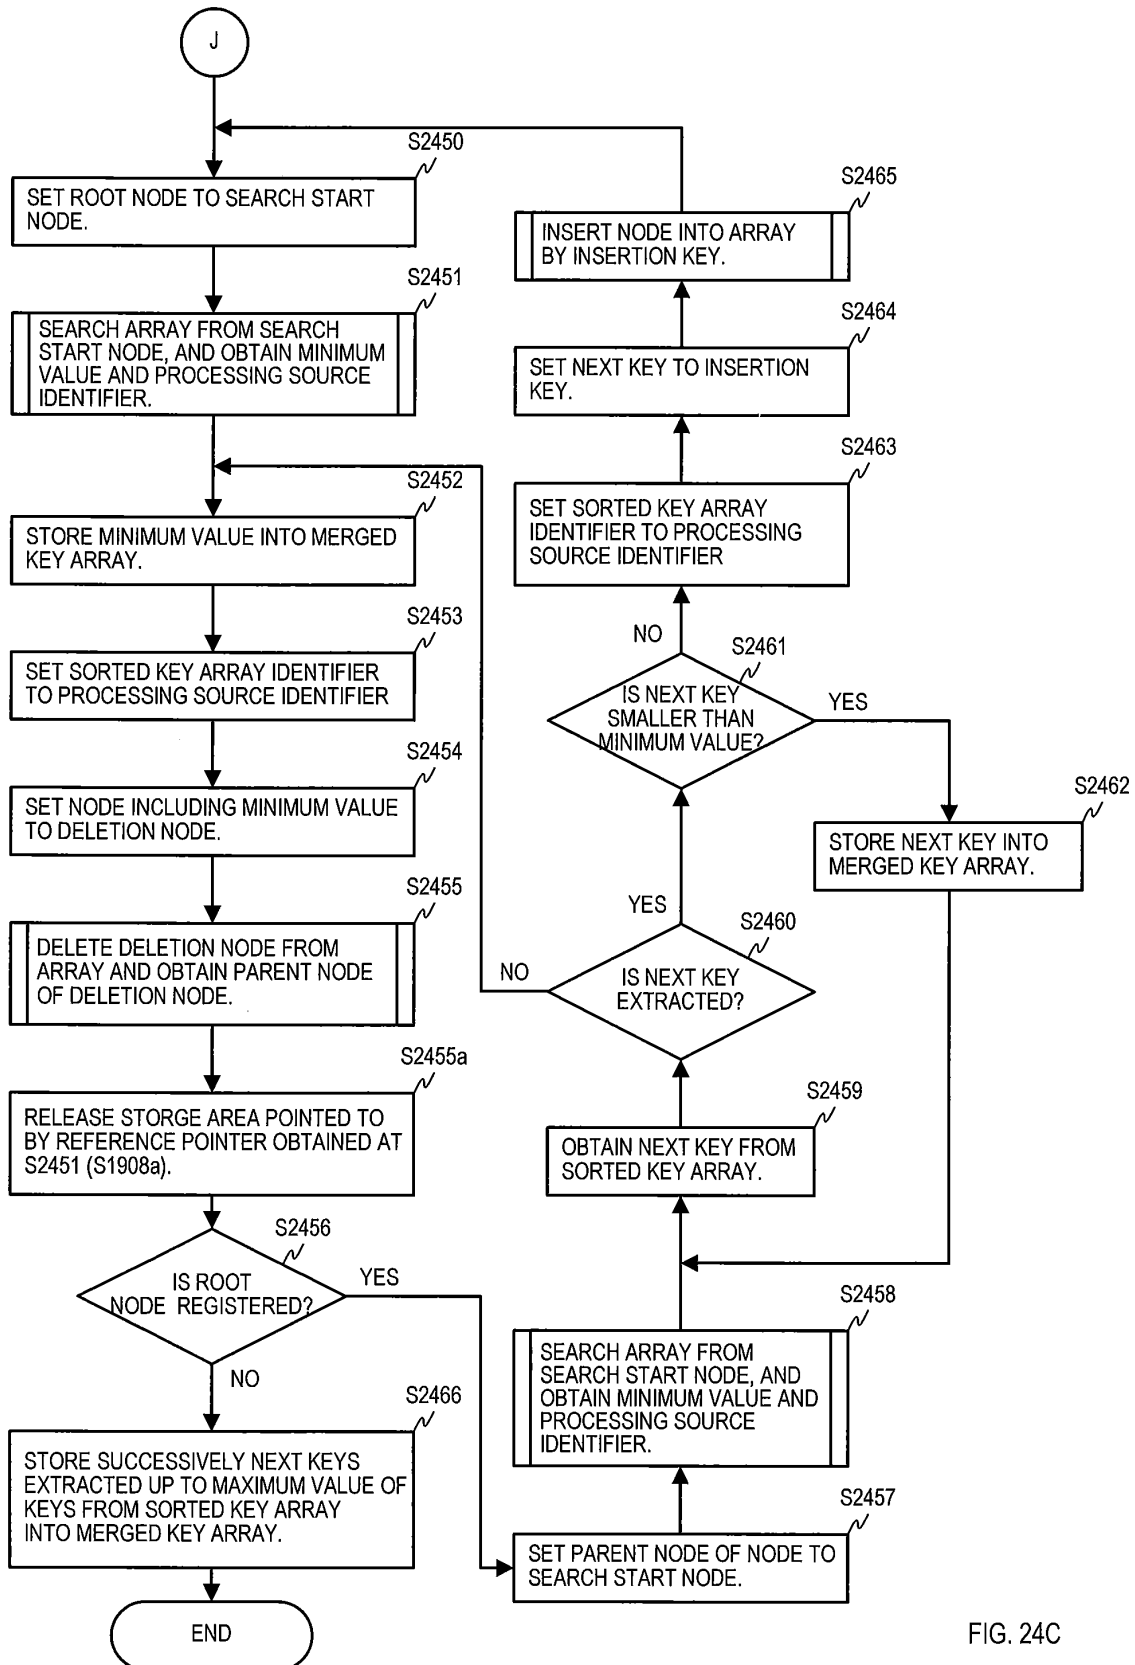 J
S2450
SET ROOT NODE TO SEARCH START
NODE.
S2451
SEARCH ARRAY FROM SEARCH
START NODE, AND OBTAIN MINIMUM
VALUE AND PROCESSING SOURCE
IDENTIFIER.
S2452
STORE MINIMUM VALUE INTO MERGED
KEY ARRAY.
S2453
SET SORTED KEY ARRAY IDENTIFIER
TO PROCESSING SOURCE IDENTIFIER
S2454
SET NODE INCLUDING MINIMUM VALUE
TO DELETION NODE.
S2455
DELETE DELETION NODE FROM
ARRAY AND OBTAIN PARENT NODE
OF DELETION NODE.
S2455a
RELEASE STORGE AREA POINTED TO
BY REFERENCE POINTER OBTAINED AT
S2451 (S1908a).
S2456
IS ROOT
NODE REGISTERED?
YES
NO
S2466
STORE SUCCESSIVELY NEXT KEYS
EXTRACTED UP TO MAXIMUM VALUE OF
KEYS FROM SORTED KEY ARRAY
INTO MERGED KEY ARRAY.
END
S2465
INSERT NODE INTO ARRAY
BY INSERTION KEY.
S2464
SET NEXT KEY TO INSERTION
KEY.
S2463
SET SORTED KEY ARRAY
IDENTIFIER TO PROCESSING
SOURCE IDENTIFIER
NO
S2461
IS NEXT KEY
SMALLER THAN
MINIMUM VALUE?
YES
S2462
STORE NEXT KEY INTO
MERGED KEY ARRAY.
YES
S2460
NO
IS NEXT KEY
EXTRACTED?
S2459
OBTAIN NEXT KEY FROM
SORTED KEY ARRAY.
S2458
SEARCH ARRAY FROM
SEARCH START NODE, AND
OBTAIN MINIMUM VALUE AND
PROCESSING SOURCE
IDENTIFIER.
S2457
SET PARENT NODE OF NODE TO
SEARCH START NODE.
FIG. 24C